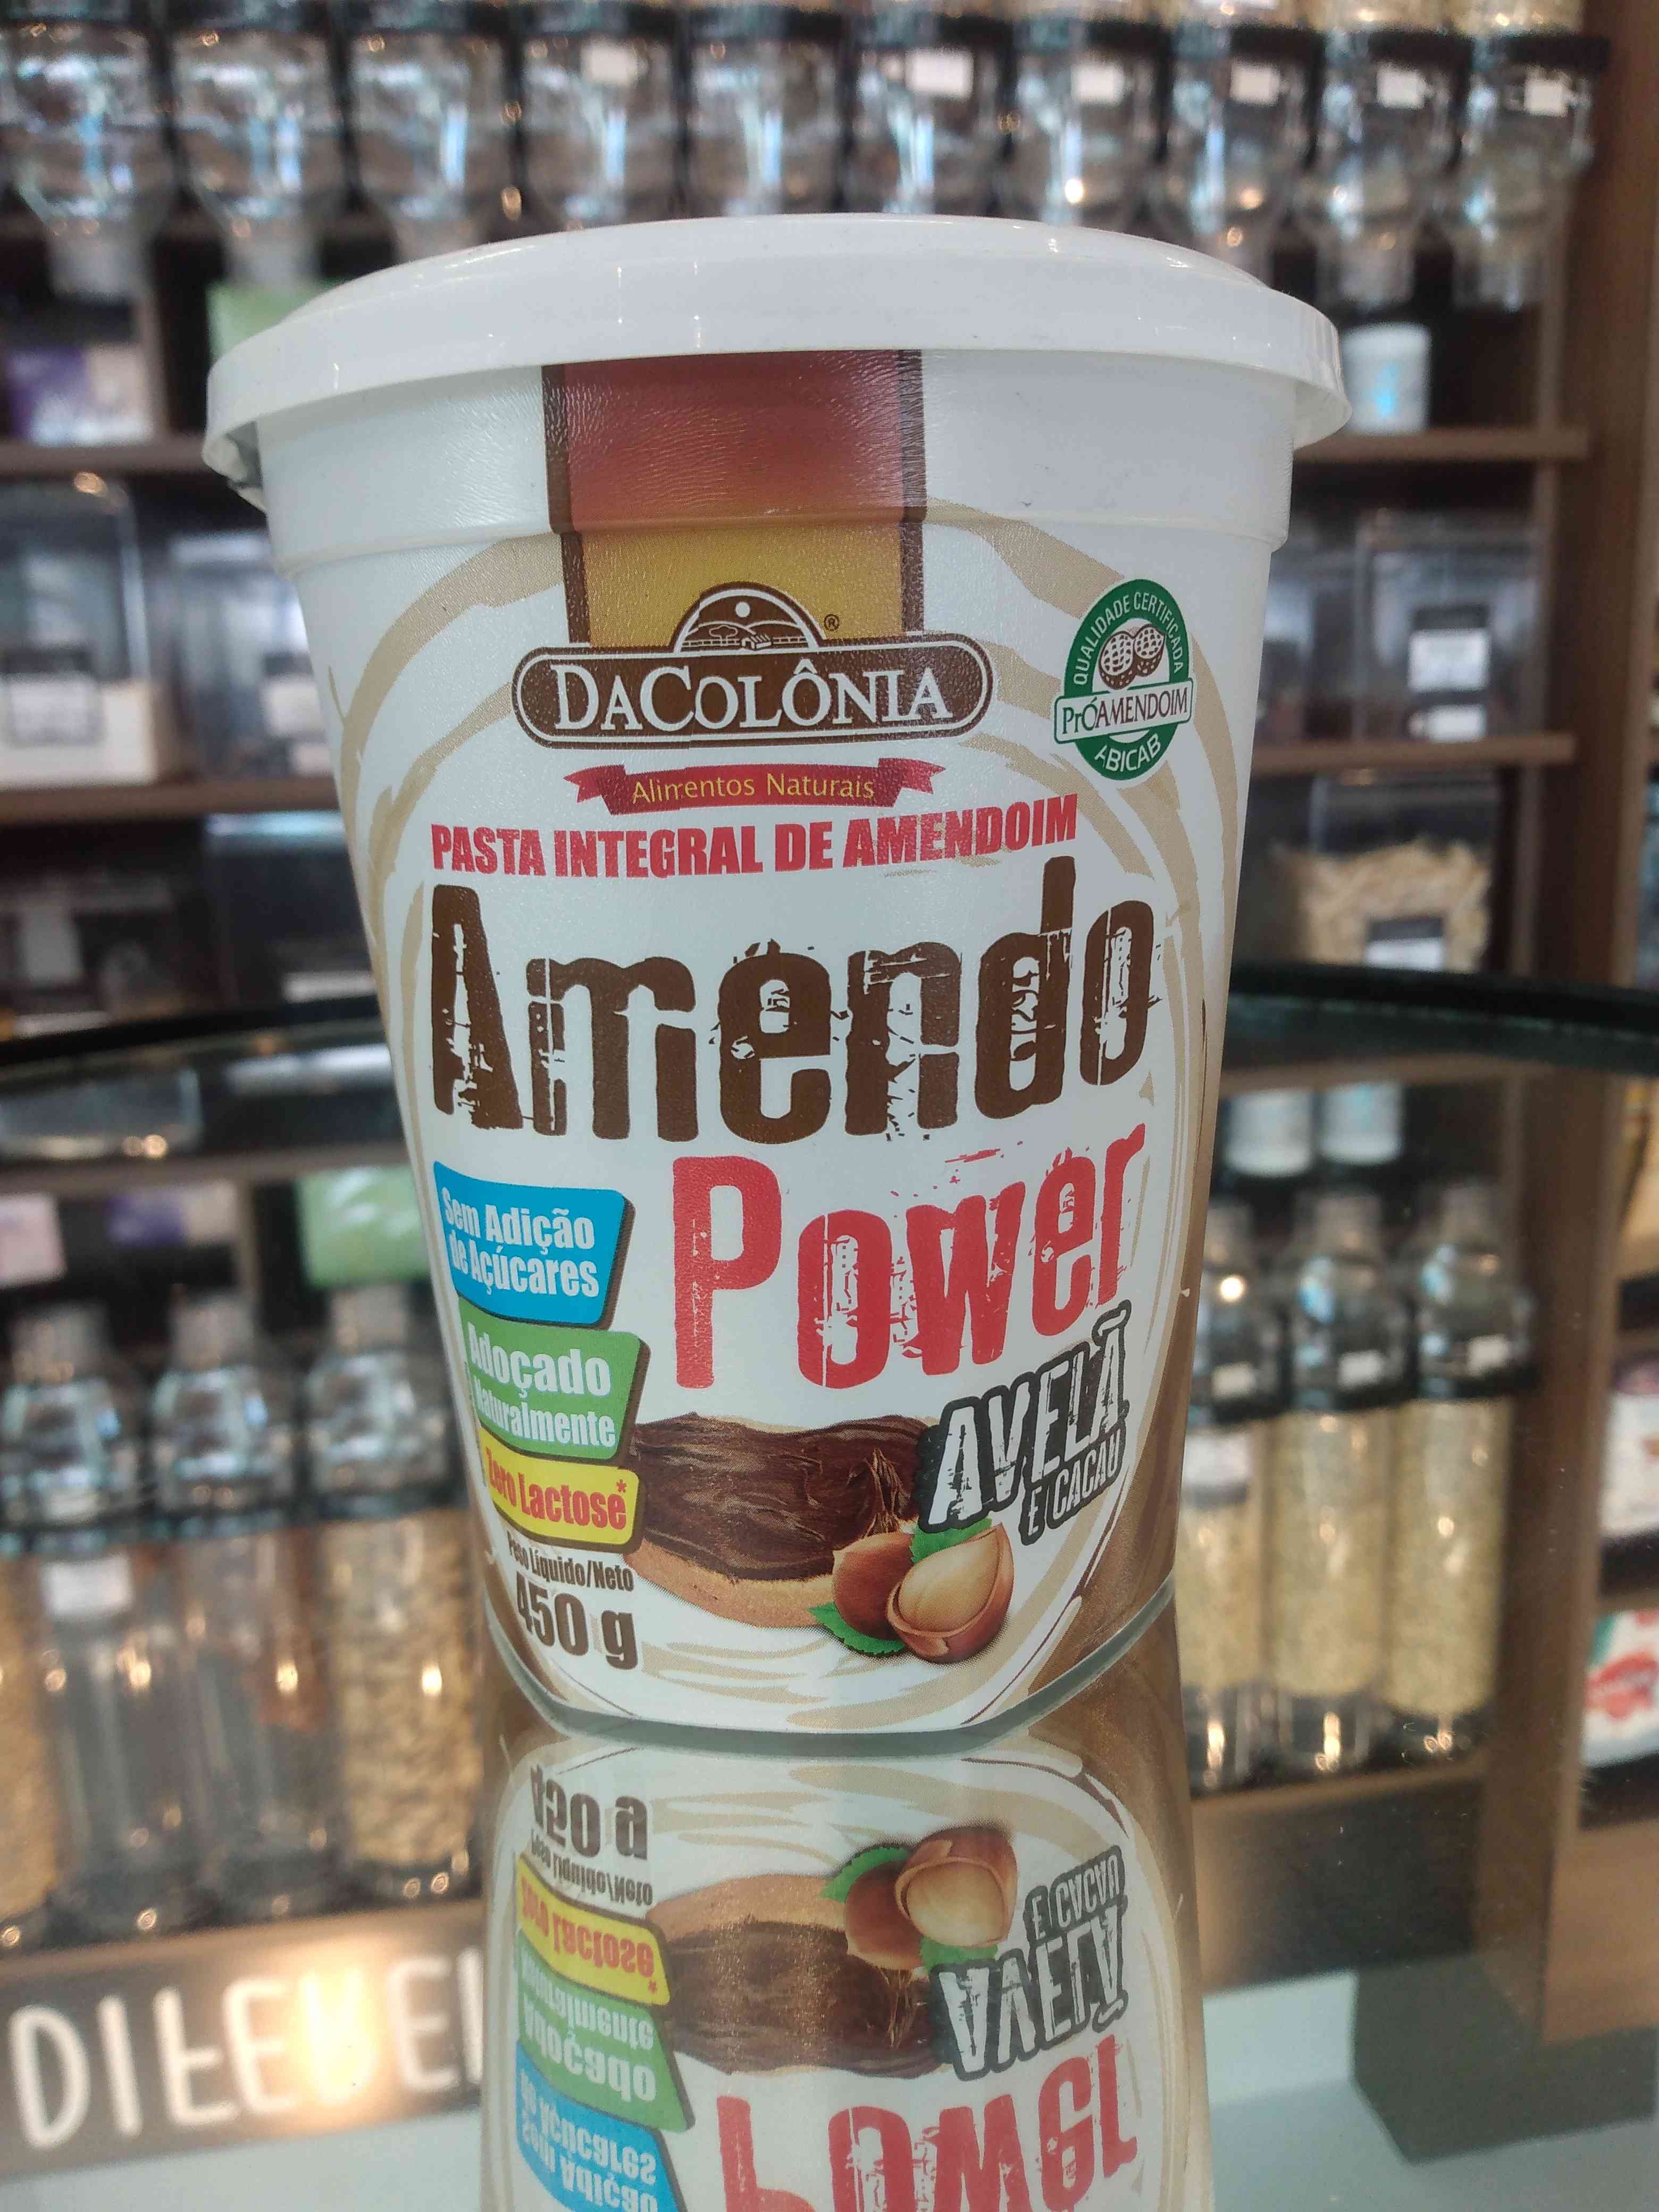 DACOLÔNIA
®
Alimentos Naturais
QUALIDADE CERTIFICADA
PróAMENDOIM
ABICAB
PASTA INTEGRAL DE AMENDOIM
Amendo
Power
AVELÃ
E CACAU
Sem Adição
de Açúcares
Adoçado
Naturalmente
Zero Lactose*
Peso Líquido/Neto
450 g